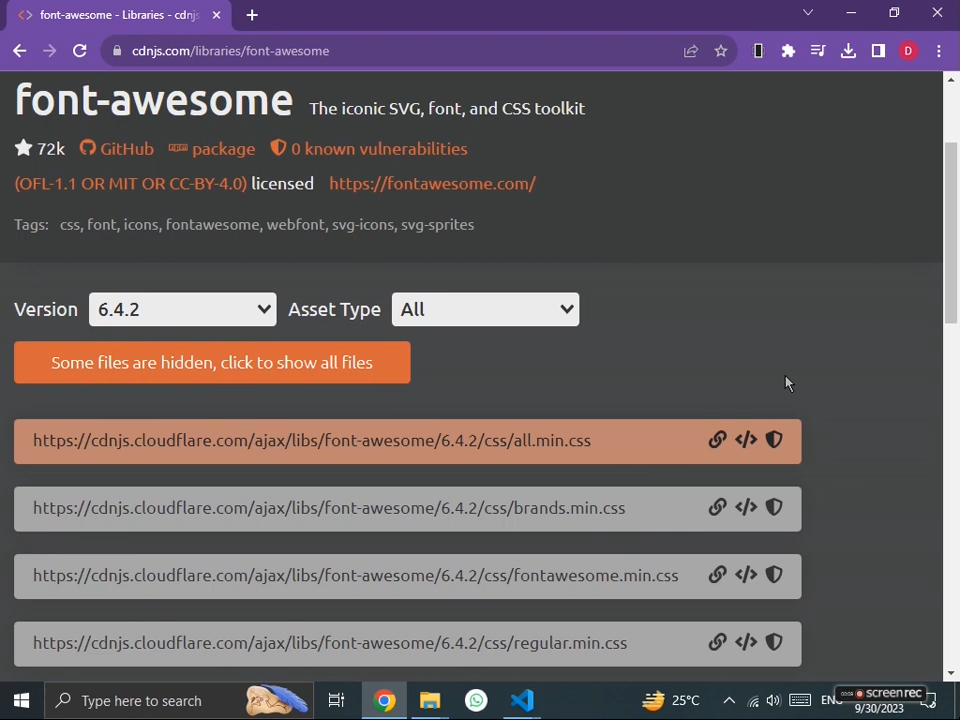 font-awesome - Libraries - cdnjs
cdnjs.com/libraries/font-awesome
D
font-awesome The iconic SVG, font, and CSS toolkit
72k GitHub package 0 known vulnerabilities
(OFL-1.1 OR MIT OR CC-BY-4.0) licensed https://fontawesome.com/
Tags: css, font, icons, fontawesome, webfont, svg-icons, svg-sprites
Version 6.4.2 Asset Type All
Some files are hidden, click to show all files
https://cdnjs.cloudflare.com/ajax/libs/font-awesome/6.4.2/css/all.min.css
https://cdnjs.cloudflare.com/ajax/libs/font-awesome/6.4.2/css/brands.min.css
https://cdnjs.cloudflare.com/ajax/libs/font-awesome/6.4.2/css/fontawesome.min.css
https://cdnjs.cloudflare.com/ajax/libs/font-awesome/6.4.2/css/regular.min.css
Type here to search
25°C
screenrec
9/30/2023